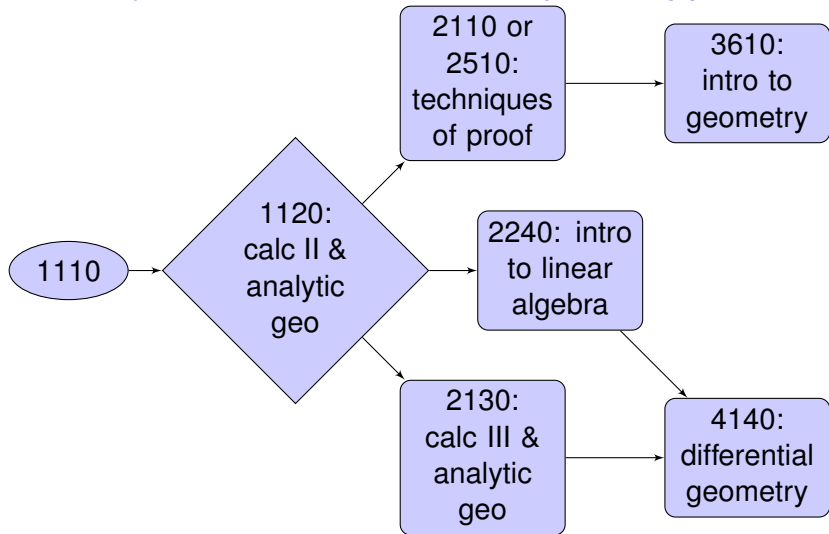 2110 or
2510:
techniques
of proof
3610:
intro to
geometry
1110
1120:
calc II &
analytic
geo
2240: intro
to linear
algebra
2130:
calc III &
analytic
geo
4140:
differential
geometry